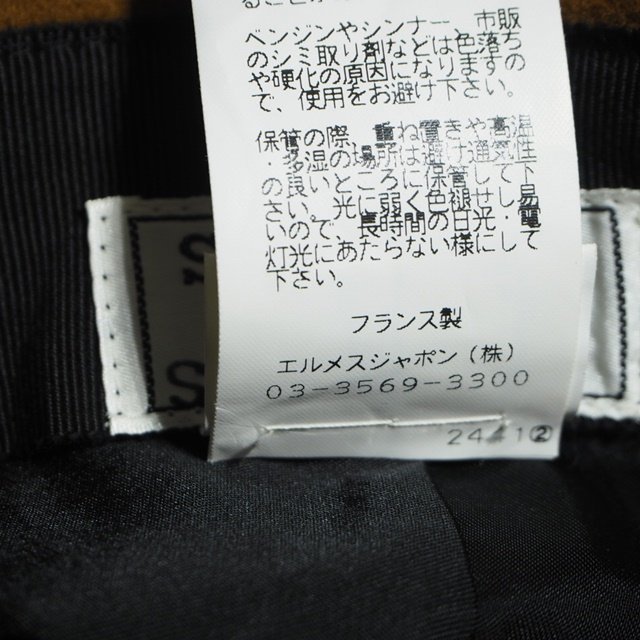 ベンジンやシンナー、市販
のシミ取り剤などは色落ち
や硬化の原因になりますの
で、使用をお避け下さい。
保管の際、重ね置きや高温
・多湿の場所は避け通気性
の良いところに保管して下
さい。光に弱く色褪せし易
いので、長時間の日光・電
灯光にあたらない様にして
下さい。
フランス製
エルメスジャポン（株）
03-3569-3300
2441②
S